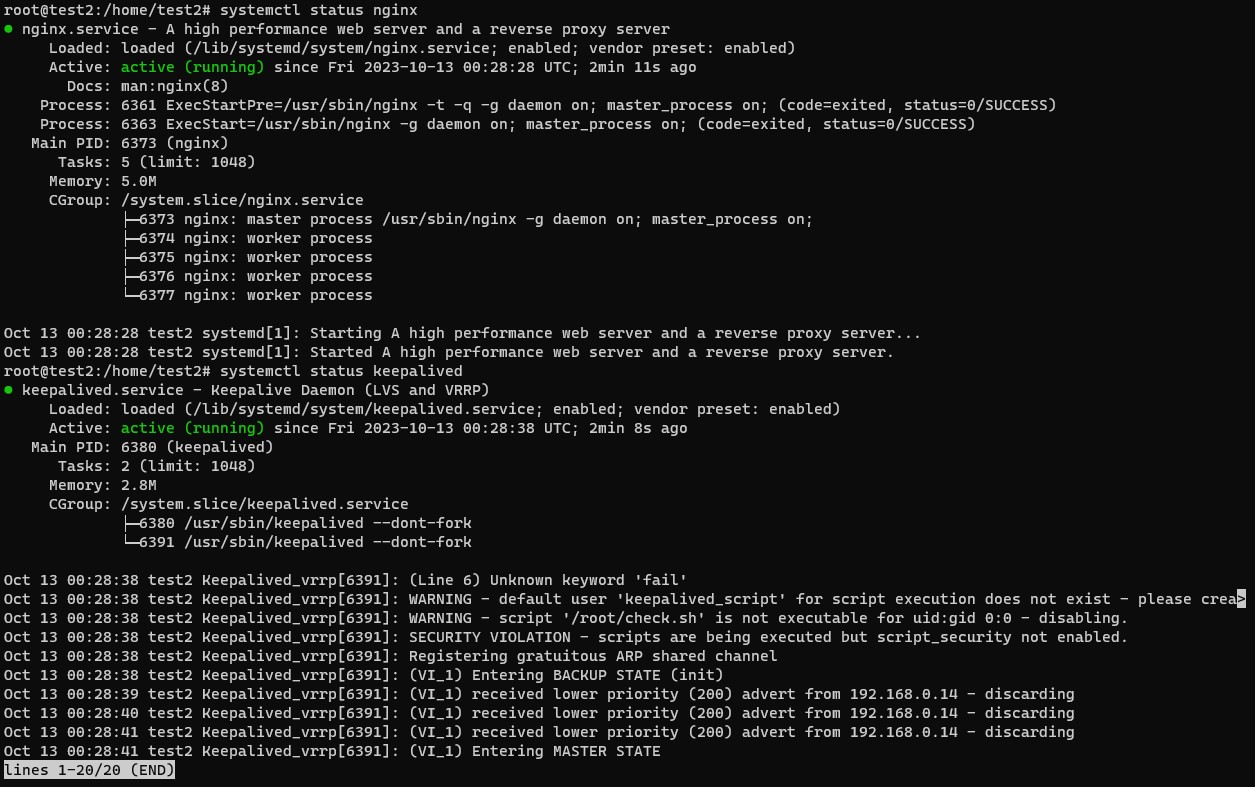 root@test2:/home/test2# systemctl status nginx
● nginx.service - A high performance web server and a reverse proxy server
     Loaded: loaded (/lib/systemd/system/nginx.service; enabled; vendor preset: enabled)
     Active: active (running) since Fri 2023-10-13 00:28:28 UTC; 2min 11s ago
       Docs: man:nginx(8)
    Process: 6361 ExecStartPre=/usr/sbin/nginx -t -q -g daemon on; master_process on; (code=exited, status=0/SUCCESS)
    Process: 6363 ExecStart=/usr/sbin/nginx -g daemon on; master_process on; (code=exited, status=0/SUCCESS)
   Main PID: 6373 (nginx)
      Tasks: 5 (limit: 1048)
     Memory: 5.0M
     CGroup: /system.slice/nginx.service
             ├─6373 nginx: master process /usr/sbin/nginx -g daemon on; master_process on;
             ├─6374 nginx: worker process
             ├─6375 nginx: worker process
             ├─6376 nginx: worker process
             └─6377 nginx: worker process

Oct 13 00:28:28 test2 systemd[1]: Starting A high performance web server and a reverse proxy server...
Oct 13 00:28:28 test2 systemd[1]: Started A high performance web server and a reverse proxy server.
root@test2:/home/test2# systemctl status keepalived
● keepalived.service - Keepalive Daemon (LVS and VRRP)
     Loaded: loaded (/lib/systemd/system/keepalived.service; enabled; vendor preset: enabled)
     Active: active (running) since Fri 2023-10-13 00:28:38 UTC; 2min 8s ago
   Main PID: 6380 (keepalived)
      Tasks: 2 (limit: 1048)
     Memory: 2.8M
     CGroup: /system.slice/keepalived.service
             ├─6380 /usr/sbin/keepalived --dont-fork
             └─6391 /usr/sbin/keepalived --dont-fork

Oct 13 00:28:38 test2 Keepalived_vrrp[6391]: (Line 6) Unknown keyword 'fail'
Oct 13 00:28:38 test2 Keepalived_vrrp[6391]: WARNING - default user 'keepalived_script' for script execution does not exist - please crea>
Oct 13 00:28:38 test2 Keepalived_vrrp[6391]: WARNING - script '/root/check.sh' is not executable for uid:gid 0:0 - disabling.
Oct 13 00:28:38 test2 Keepalived_vrrp[6391]: SECURITY VIOLATION - scripts are being executed but script_security not enabled.
Oct 13 00:28:38 test2 Keepalived_vrrp[6391]: Registering gratuitous ARP shared channel
Oct 13 00:28:38 test2 Keepalived_vrrp[6391]: (VI_1) Entering BACKUP STATE (init)
Oct 13 00:28:39 test2 Keepalived_vrrp[6391]: (VI_1) received lower priority (200) advert from 192.168.0.14 - discarding
Oct 13 00:28:40 test2 Keepalived_vrrp[6391]: (VI_1) received lower priority (200) advert from 192.168.0.14 - discarding
Oct 13 00:28:41 test2 Keepalived_vrrp[6391]: (VI_1) received lower priority (200) advert from 192.168.0.14 - discarding
Oct 13 00:28:41 test2 Keepalived_vrrp[6391]: (VI_1) Entering MASTER STATE
lines 1-20/20 (END)